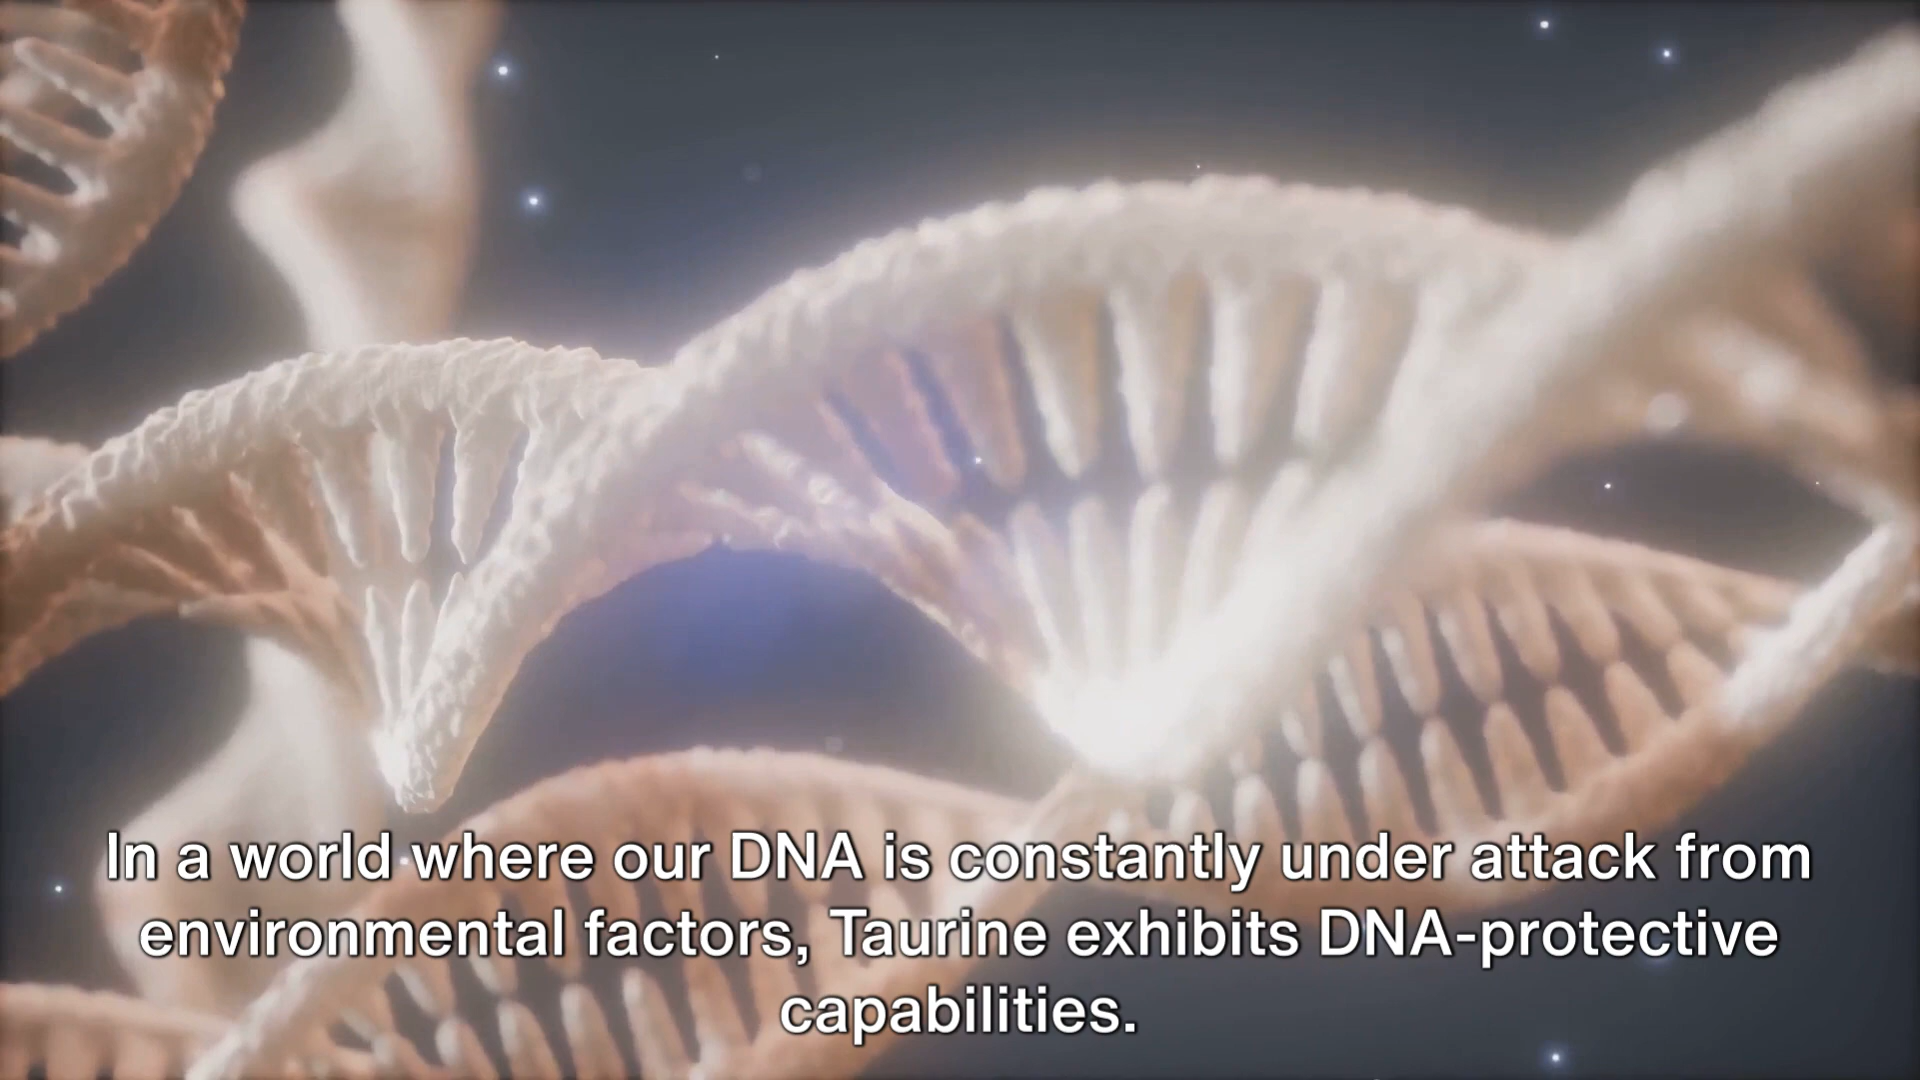 In a world where our DNA is constantly under attack from
environmental factors, Taurine exhibits DNA-protective
capabilities.